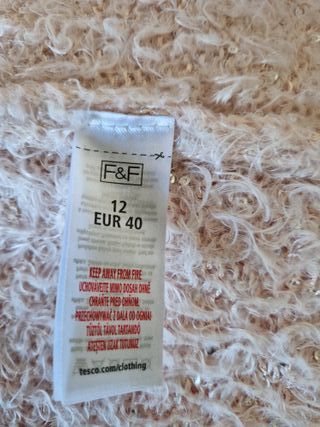 F&F
12
EUR 40
KEEP AWAY FROM FIRE
UCHOVÁVEJTE MIMO DOSAH OHNĚ
CHRÁŇTE PRED OHŇOM
PRZECHOWYWAĆ Z DALA OD OGNIA!
TŰZTŐL TÁVOL TARTANDÓ
ATEŞTEN UZAK TUTUNUZ
tesco.com/clothing